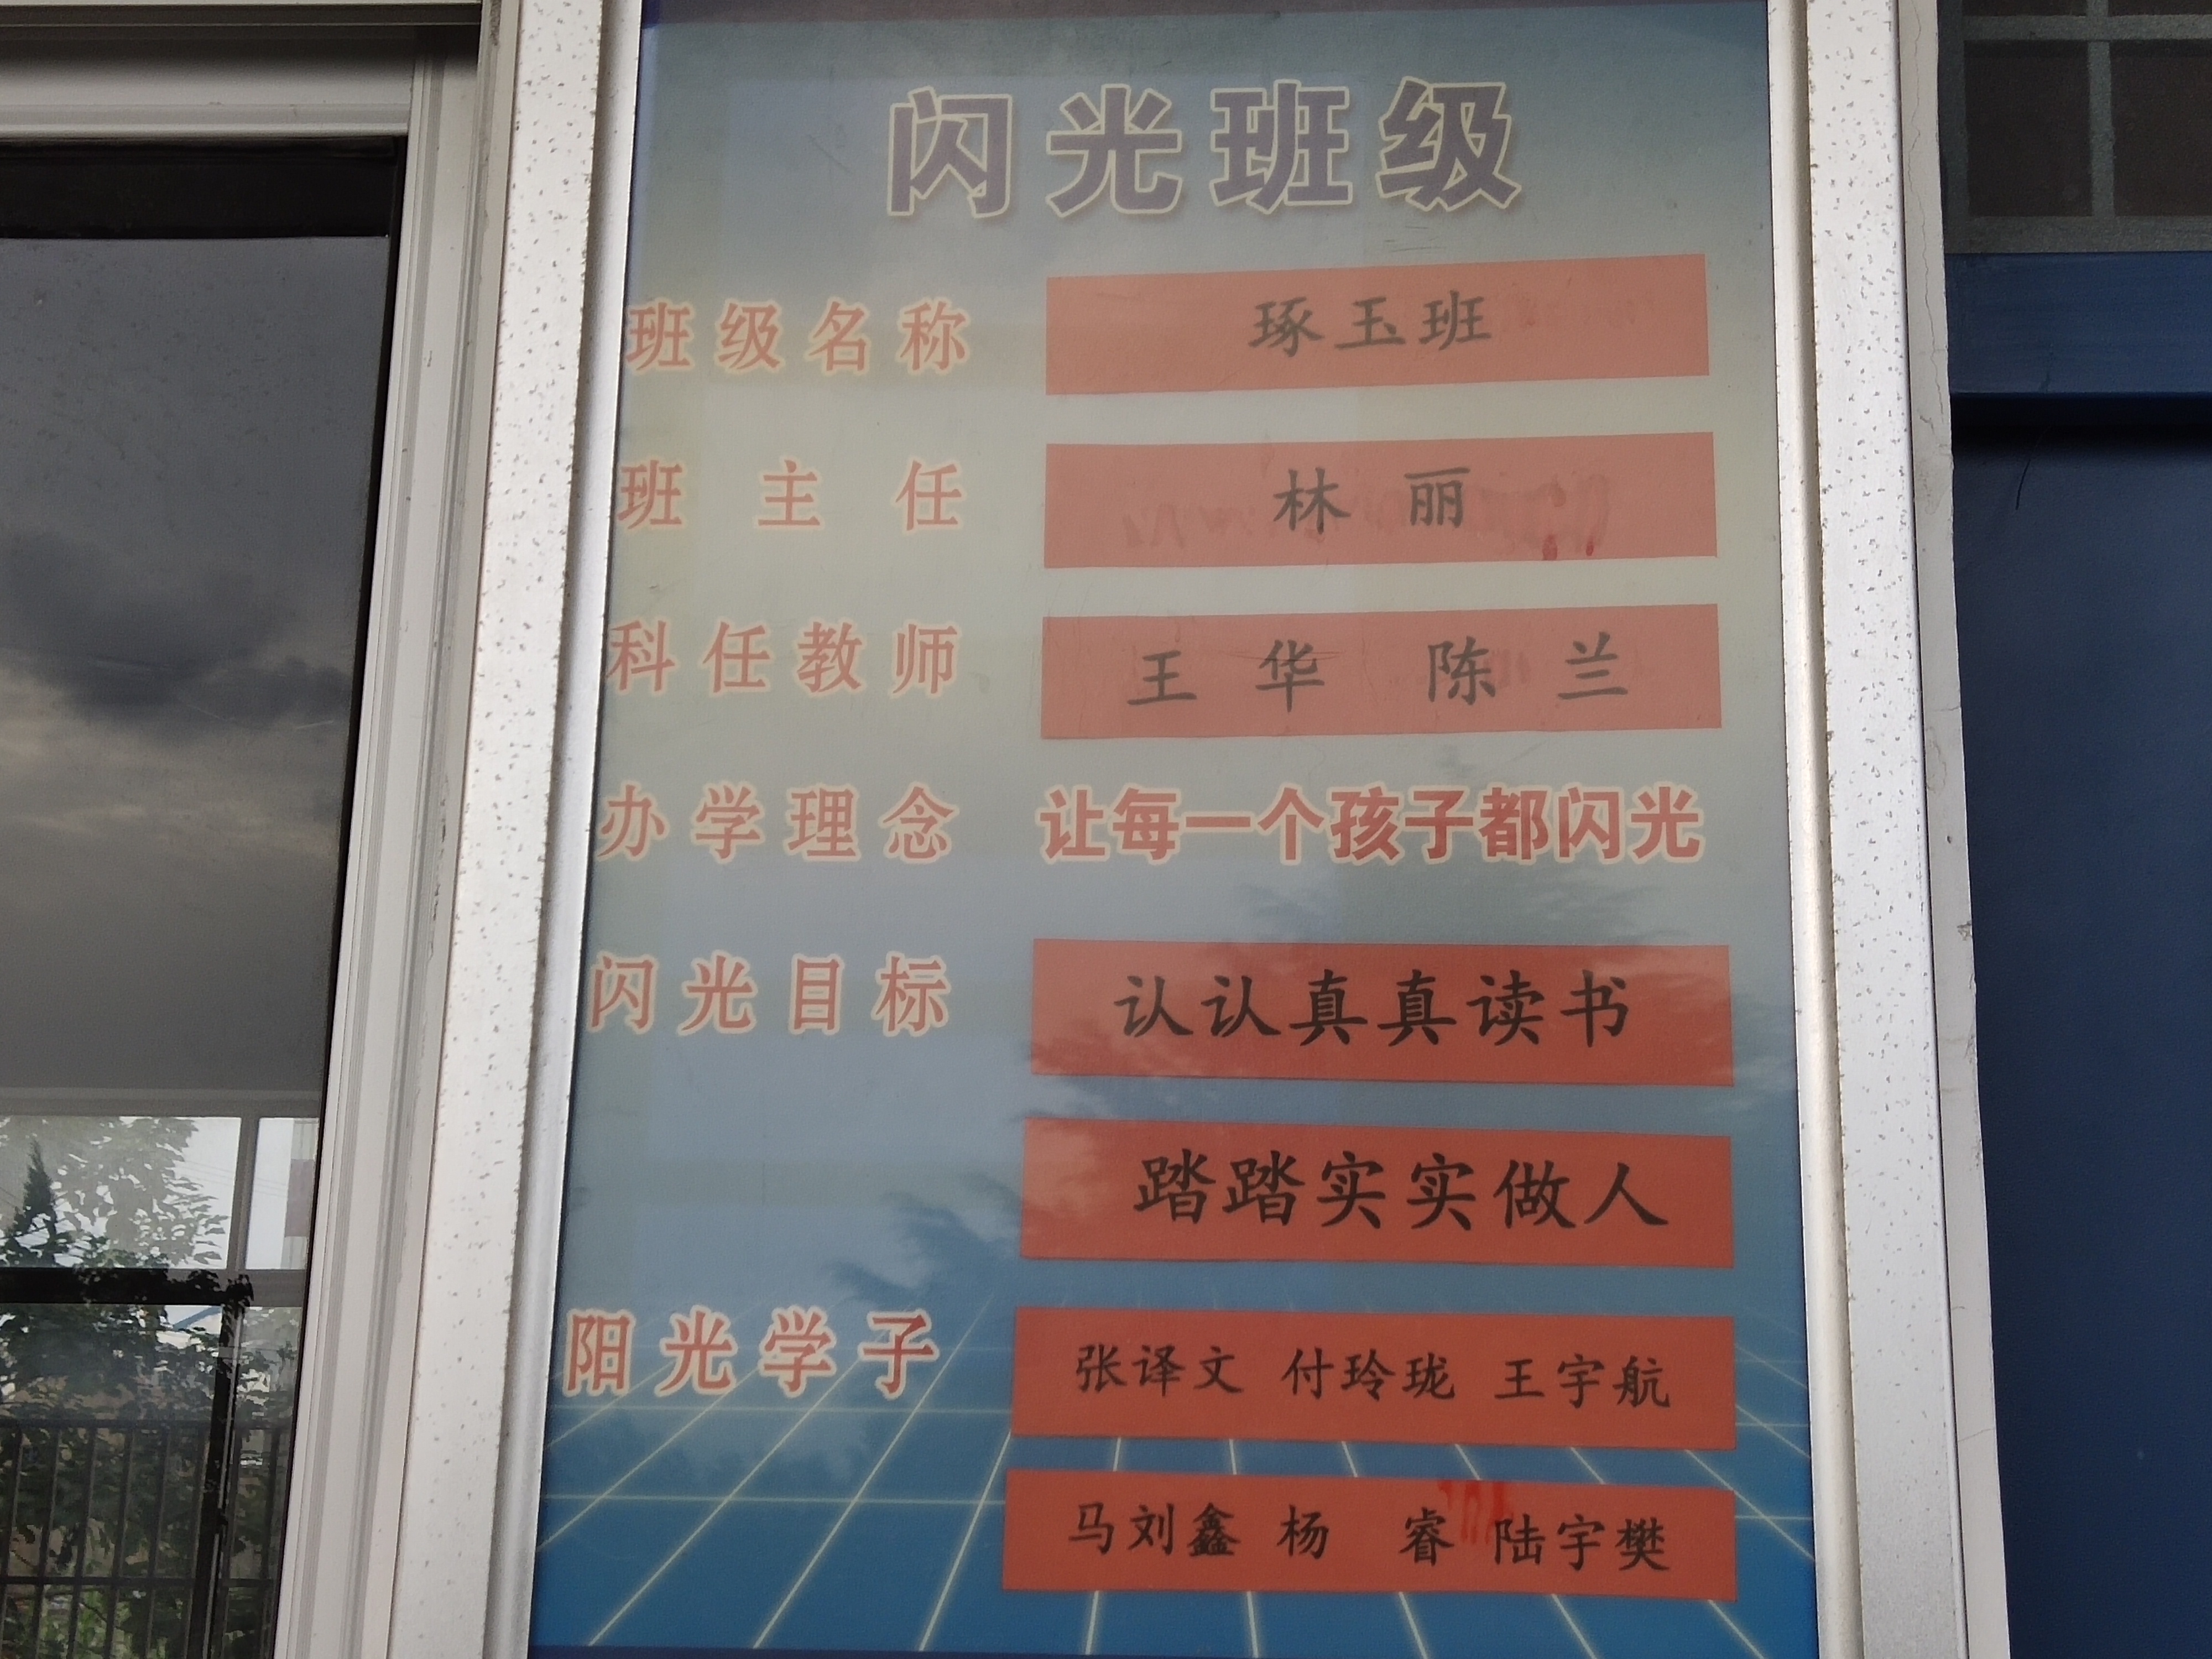 闪光班级
班级名称 琢玉班
班主任 林丽
科任教师 王华 陈兰
办学理念 让每一个孩子都闪光
闪光目标 认认真真读书
踏踏实实做人
阳光学子 张译文 付玲珑 王宇航
马刘鑫 杨睿 陆宇樊